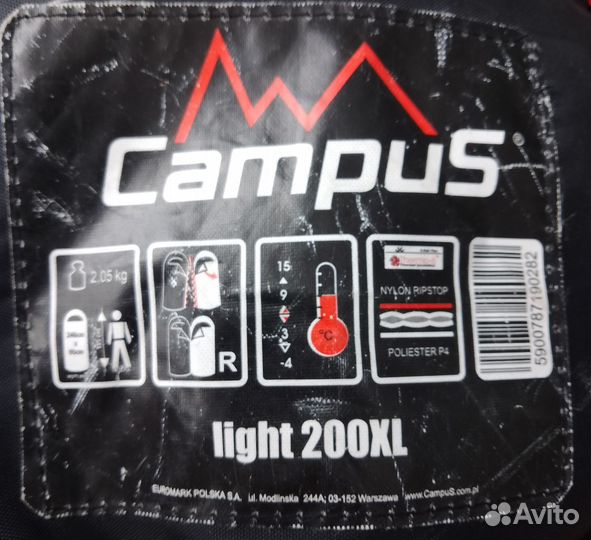 CampuS
2.05 kg
R
15
9
3
-4
°C
NYLON RIPSTOP
POLIESTER P4
5900787190282
light 200XL
EUROMARK POLSKA S.A. ul. Modlinska 244A; 03-152 Warszawa www.CampuS.com.pl
Avito